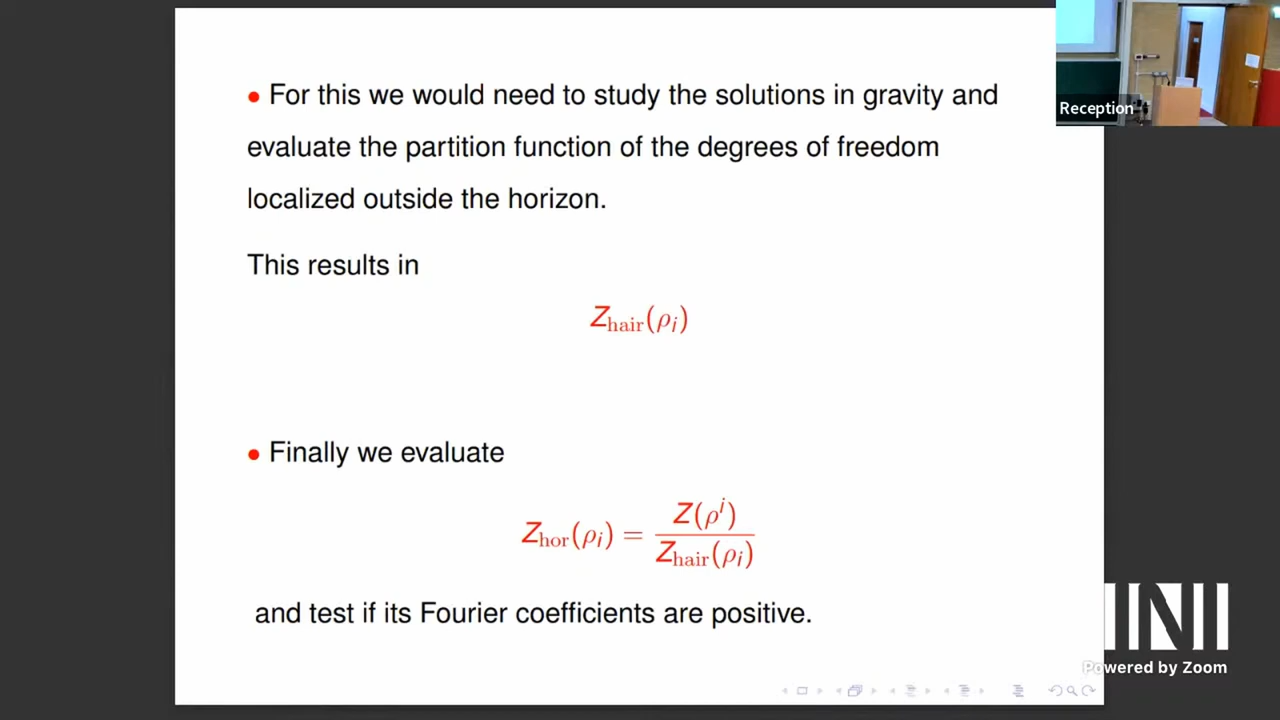 • For this we would need to study the solutions in gravity and
evaluate the partition function of the degrees of freedom
localized outside the horizon.
This results in
Z_hair(ρ_i)
• Finally we evaluate
Z_hor(ρ_i) = Z(ρ^i) / Z_hair(ρ_i)
and test if its Fourier coefficients are positive.
Reception
INI
Powered by Zoom